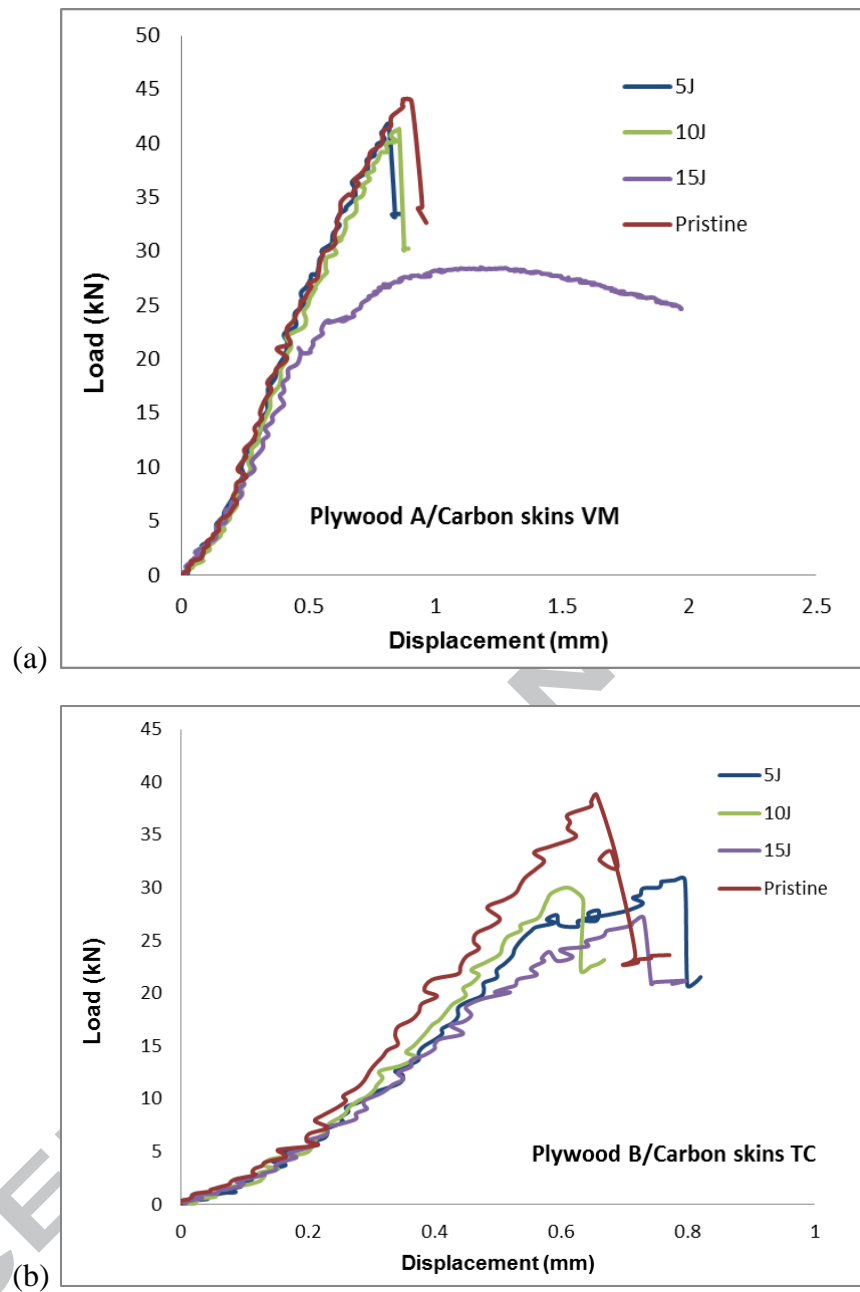 50
45
40
35
30
25
20
15
10
5
0
Load (kN)
5J
10J
15J
Pristine
Plywood A/Carbon skins VM
0 0.5 1 1.5 2 2.5
Displacement (mm)
(a)
45
40
35
30
25
20
15
10
5
0
Load (kN)
5J
10J
15J
Pristine
Plywood B/Carbon skins TC
0 0.2 0.4 0.6 0.8 1
Displacement (mm)
(b)